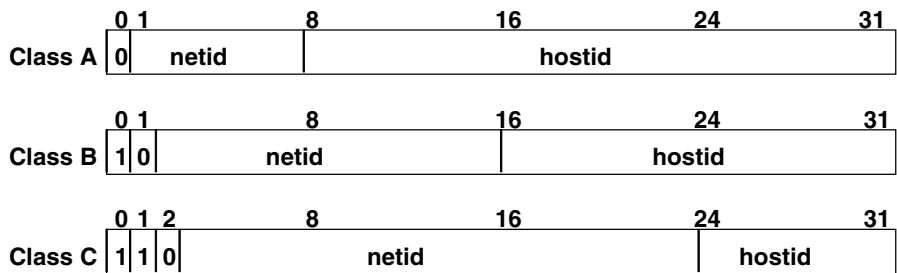 0 1 8 16 24 31
Class A 0 netid hostid
0 1 8 16 24 31
Class B 1 0 netid hostid
0 1 2 8 16 24 31
Class C 1 1 0 netid hostid